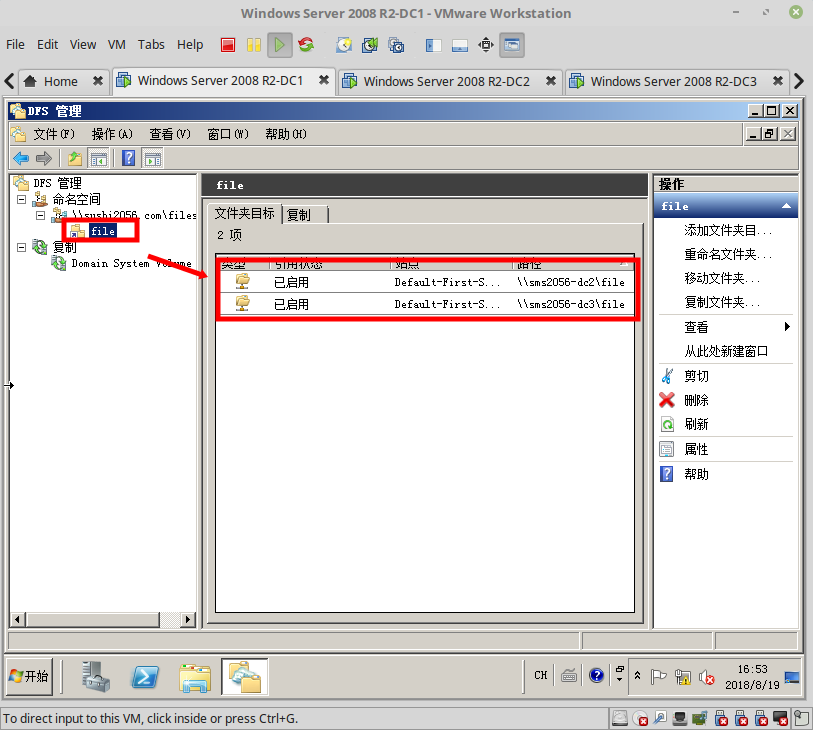 Windows Server 2008 R2-DC1 - VMware Workstation
File Edit View VM Tabs Help
Home Windows Server 2008 R2-DC1 Windows Server 2008 R2-DC2 Windows Server 2008 R2-DC3
DFS 管理
文件(F) 操作(A) 查看(V) 窗口(W) 帮助(H)
DFS 管理
命名空间
\\sushi2056.com\files
file
复制
Domain System Volume
file
文件夹目标 复制
2 项
类型 引用状态 站点 路径
已启用 Default-First-S... \\sms2056-dc2\file
已启用 Default-First-S... \\sms2056-dc3\file
操作
file
添加文件夹目...
重命名文件夹...
移动文件夹...
复制文件夹...
查看
从此处新建窗口
剪切
删除
刷新
属性
帮助
开始 CH 16:53
2018/8/19
To direct input to this VM, click inside or press Ctrl+G.